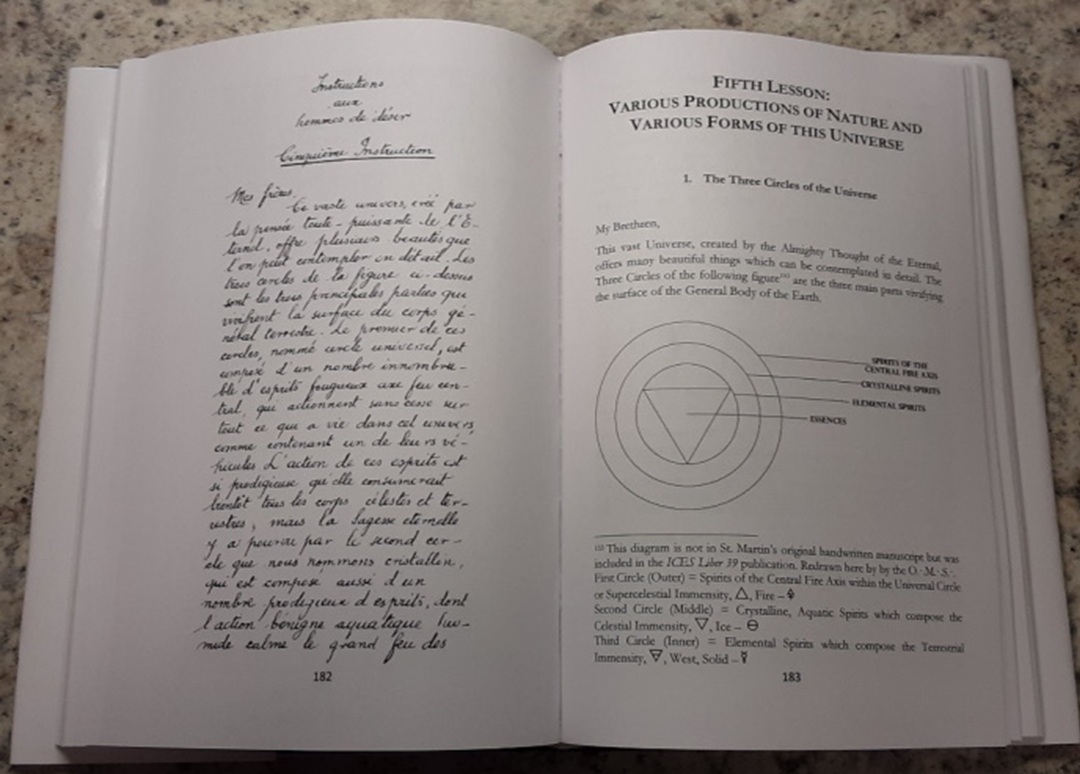 Instructions
aux
hommes de désir
Cinquième Instruction
Mes frères,
Ce vaste univers, créé par
la pensée toute-puissante de l'É-
ternel, offre plusieurs beautés que
l'on peut contempler en détail. Les
trois cercles de la figure ci-dessus
sont les trois principales parties qui
vivifient la surface du corps gé-
néral terrestre. Le premier de ces
cercles, nommé cercle universel, est
composé d'un nombre innombra-
ble d'esprits fougueux axe feu cen-
tral, qui actionnent sans cesse sur
tout ce qui a vie dans cet univers,
comme contenant un de leurs vé-
hicules. L'action de ces esprits est
si prodigieuse qu'elle consumerait
bientôt tous les corps célestes et ter-
restres, mais la Sagesse éternelle
y a pourvu par le second cer-
cle que nous nommons cristallin,
qui est composé aussi d'un
nombre prodigieux d'esprits, dont
l'action bénigne aquatique hu-
mide calme le grand feu des
182
FIFTH LESSON:
VARIOUS PRODUCTIONS OF NATURE AND
VARIOUS FORMS OF THIS UNIVERSE
1. The Three Circles of the Universe
My Brethren,
This vast Universe, created by the Almighty Thought of the Eternal,
offers many beautiful things which can be contemplated in detail. The
Three Circles of the following figure are the three main parts vivifying
the surface of the General Body of the Earth.
SPIRITS OF THE
CENTRAL FIRE AXIS
CRYSTALLINE SPIRITS
ELEMENTAL SPIRITS
ESSENCES
This diagram is not in St. Martin's original handwritten manuscript but was
included in the ICES Liber 39 publication. Redrawn here by by the O.·.M.·.S.·.
First Circle (Outer) = Spirits of the Central Fire Axis within the Universal Circle
or Supercelestial Immensity, △, Fire –
Second Circle (Middle) = Crystalline, Aquatic Spirits which compose the
Celestial Immensity, ▽, Ice – ⊖
Third Circle (Inner) = Elemental Spirits which compose the Terrestrial
Immensity, 🜃, West, Solid – ☿
183